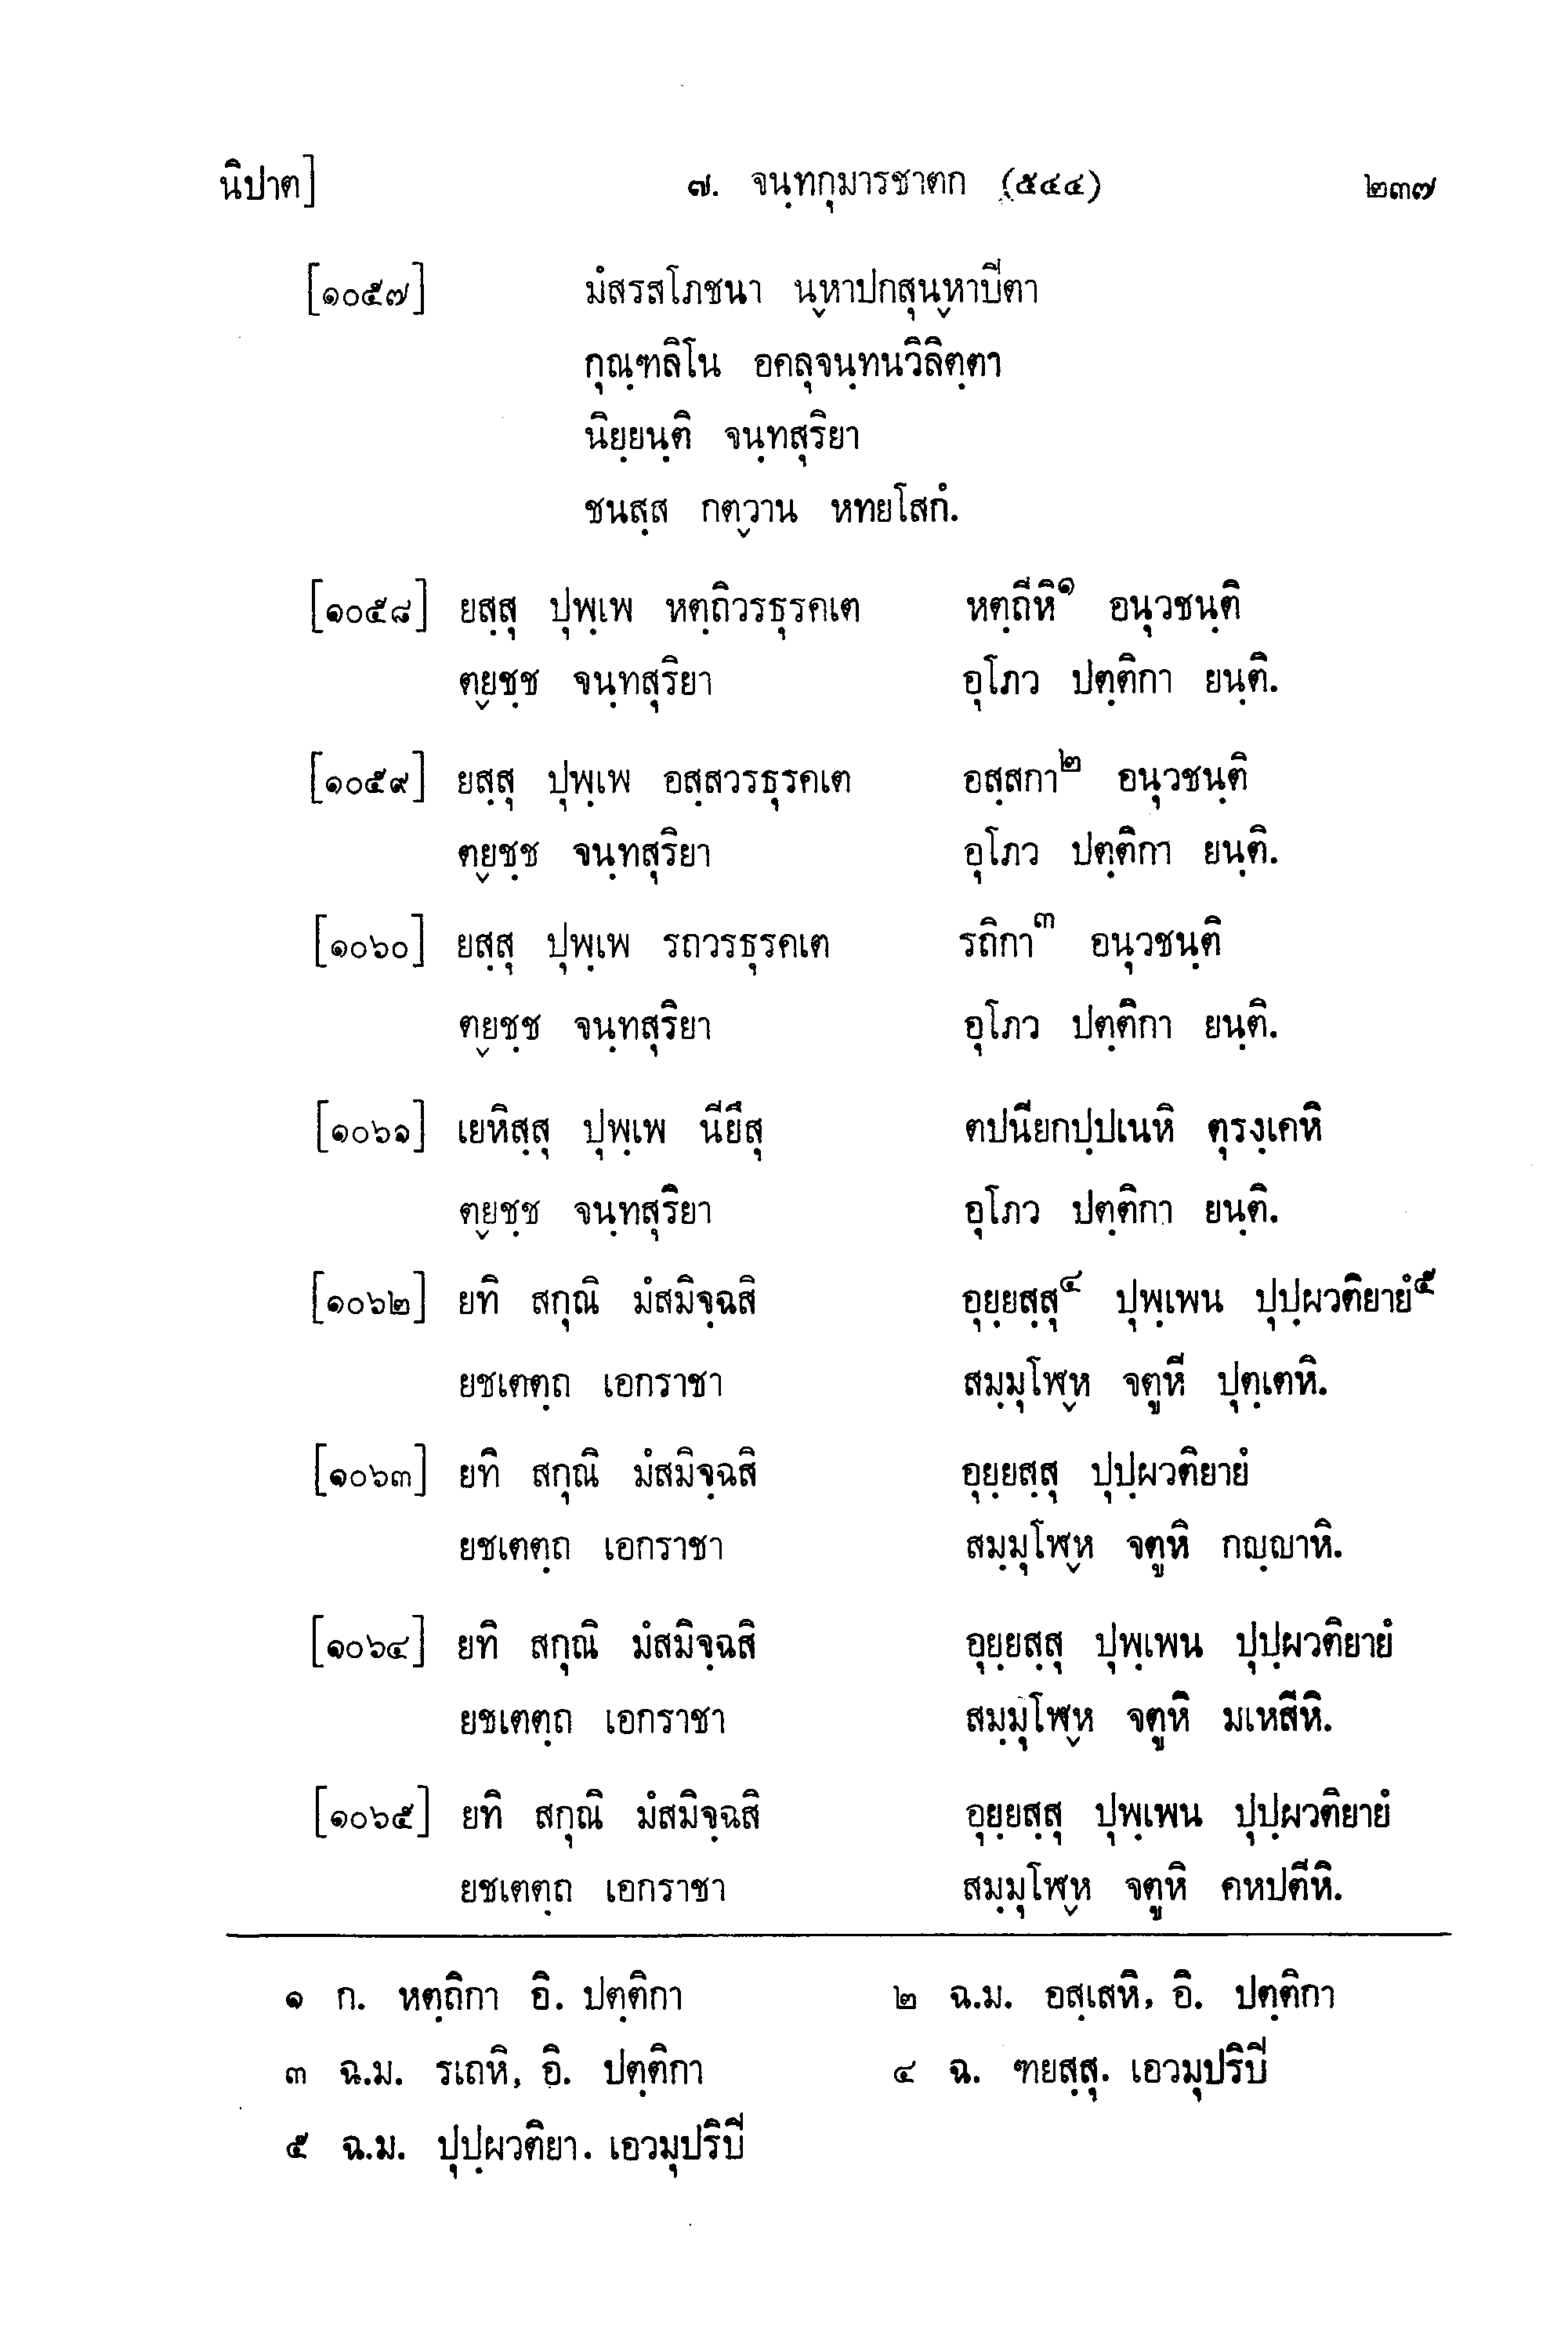 นิปาต] ๗. จนฺทกุมารชาตก (๕๔๔) ๒๓๗
[๑๐๕๗] มํสรสโภชนา นฺหาปกสุนฺหาปีตา
กุณฺฑลิโน อคลุจนฺทนวิลิตฺตา
นิยฺยนฺติ จนฺทสุริยา
ชนสฺส กตฺวาน หทยโสกํ.
[๑๐๕๘] ยสฺสุ ปุพฺเพ หตฺถิวรธุรคเต หตฺถีหิ๑ อนุวชนฺติ
ตฺยชฺช จนฺทสุริยา อุโภว ปตฺติกา ยนฺติ.
[๑๐๕๙] ยสฺสุ ปุพฺเพ อสฺสวรธุรคเต อสฺสกา๒ อนุวชนฺติ
ตฺยชฺช จนฺทสุริยา อุโภว ปตฺติกา ยนฺติ.
[๑๐๖๐] ยสฺสุ ปุพฺเพ รถวรธุรคเต รถิกา๓ อนุวชนฺติ
ตฺยชฺช จนฺทสุริยา อุโภว ปตฺติกา ยนฺติ.
[๑๐๖๑] เยหิสฺสุ ปุพฺเพ นียึสุ ตปนียกปฺปเนหิ ตุรงฺเคหิ
ตฺยชฺช จนฺทสุริยา อุโภว ปตฺติกา ยนฺติ.
[๑๐๖๒] ยทิ สกุณิ มํสมิจฺฉสิ อุยฺยสฺสุ๔ ปุพฺเพน ปุปฺผวติยายํ๕
ยชเตตฺถ เอกราชา สมฺมุโฬฺห จตูหิ ปุตฺเตหิ.
[๑๐๖๓] ยทิ สกุณิ มํสมิจฺฉสิ อุยฺยสฺสุ ปุปฺผวติยายํ
ยชเตตฺถ เอกราชา สมฺมุโฬฺห จตูหิ กญฺญาหิ.
[๑๐๖๔] ยทิ สกุณิ มํสมิจฺฉสิ อุยฺยสฺสุ ปุพฺเพน ปุปฺผวติยายํ
ยชเตตฺถ เอกราชา สมฺมุโฬฺห จตูหิ มเหสีหิ.
[๑๐๖๕] ยทิ สกุณิ มํสมิจฺฉสิ อุยฺยสฺสุ ปุพฺเพน ปุปฺผวติยายํ
ยชเตตฺถ เอกราชา สมฺมุโฬฺห จตูหิ คหปตีหิ.
๑ ก. หตฺถิกา อิ. ปตฺติกา ๒ ฉ.ม. อสฺเสหิ, อิ. ปตฺติกา
๓ ฉ.ม. รเถหิ, อิ. ปตฺติกา ๔ ฉ. ฑยสฺสุ. เอวมุปริปี
๕ ฉ.ม. ปุปฺผวติยา. เอวมุปริปี